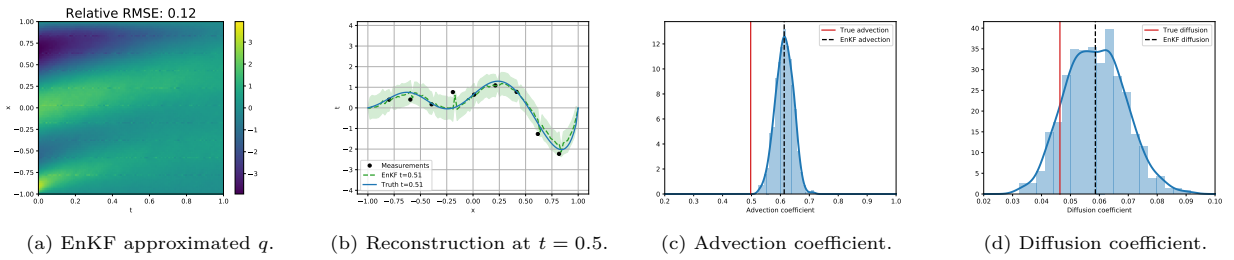 Relative RMSE: 0.12
1.00
0.75
0.50
0.25
0.00
−0.25
−0.50
−0.75
−1.00
x
0.0 0.2 0.4 0.6 0.8 1.0
t
3
2
1
0
−1
−2
−3
4
3
2
1
0
−1
−2
−3
−4
t
Measurements
EnKF t=0.51
Truth t=0.51
−1.00 −0.75 −0.50 −0.25 0.00 0.25 0.50 0.75 1.00
x
True advection
EnKF advection
12
10
8
6
4
2
0
0.2 0.3 0.4 0.5 0.6 0.7 0.8 0.9 1.0
Advection coefficient
True diffusion
EnKF diffusion
40
35
30
25
20
15
10
5
0
0.02 0.03 0.04 0.05 0.06 0.07 0.08 0.09 0.10
Diffusion coefficient
(a) EnKF approximated q.
(b) Reconstruction at t = 0.5.
(c) Advection coefficient.
(d) Diffusion coefficient.